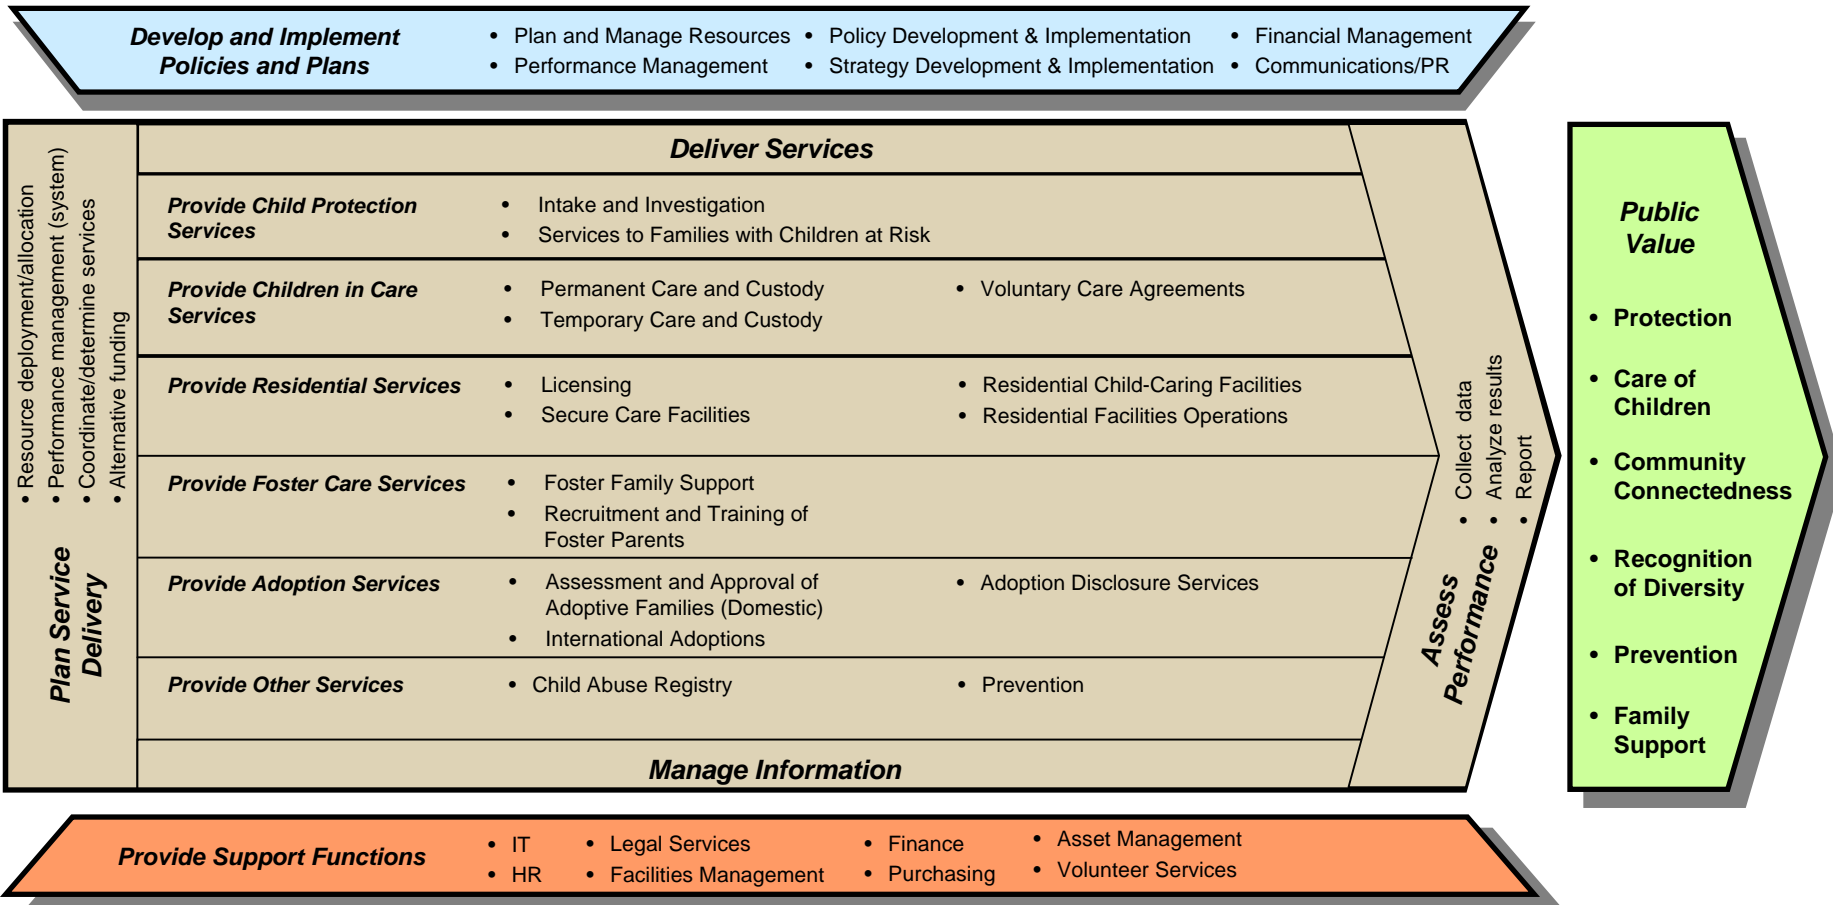 Develop and Implement
Policies and Plans
• Plan and Manage Resources
• Performance Management
• Policy Development & Implementation
• Strategy Development & Implementation
• Financial Management
• Communications/PR
Plan Service
Delivery
• Resource deployment/allocation
• Performance management (system)
• Coordinate/determine services
• Alternative funding
Deliver Services
Provide Child Protection
Services
• Intake and Investigation
• Services to Families with Children at Risk
Provide Children in Care
Services
• Permanent Care and Custody
• Temporary Care and Custody
• Voluntary Care Agreements
Provide Residential Services
• Licensing
• Secure Care Facilities
• Residential Child-Caring Facilities
• Residential Facilities Operations
Provide Foster Care Services
• Foster Family Support
• Recruitment and Training of
Foster Parents
Provide Adoption Services
• Assessment and Approval of
Adoptive Families (Domestic)
• International Adoptions
• Adoption Disclosure Services
Provide Other Services
• Child Abuse Registry
• Prevention
Manage Information
Assess
Performance
• Collect data
• Analyze results
• Report
Public
Value
• Protection
• Care of
Children
• Community
Connectedness
• Recognition
of Diversity
• Prevention
• Family
Support
Provide Support Functions
• IT
• HR
• Legal Services
• Facilities Management
• Finance
• Purchasing
• Asset Management
• Volunteer Services